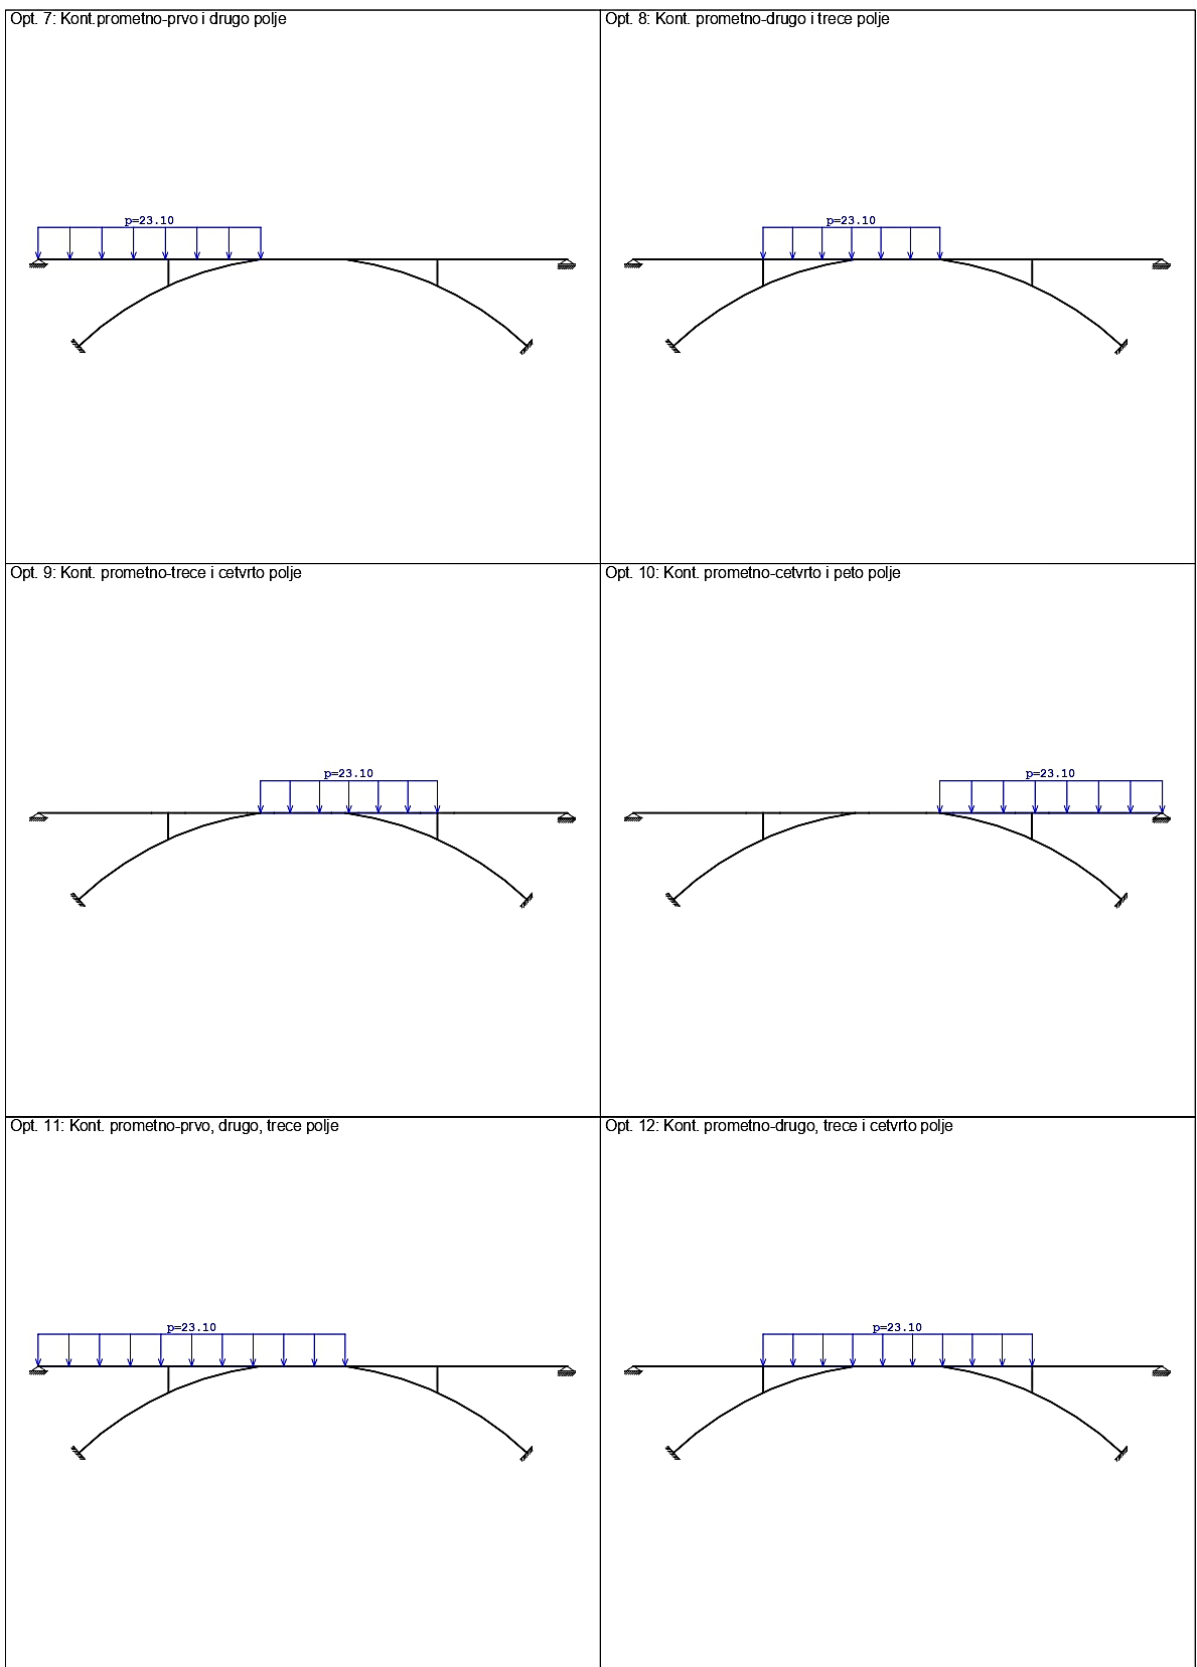 Opt. 7: Kont.prometno-prvo i drugo polje
p=23.10
Opt. 8: Kont. prometno-drugo i trece polje
p=23.10
Opt. 9: Kont. prometno-trece i cetvrto polje
p=23.10
Opt. 10: Kont. prometno-cetvrto i peto polje
p=23.10
Opt. 11: Kont. prometno-prvo, drugo, trece polje
p=23.10
Opt. 12: Kont. prometno-drugo, trece i cetvrto polje
p=23.10